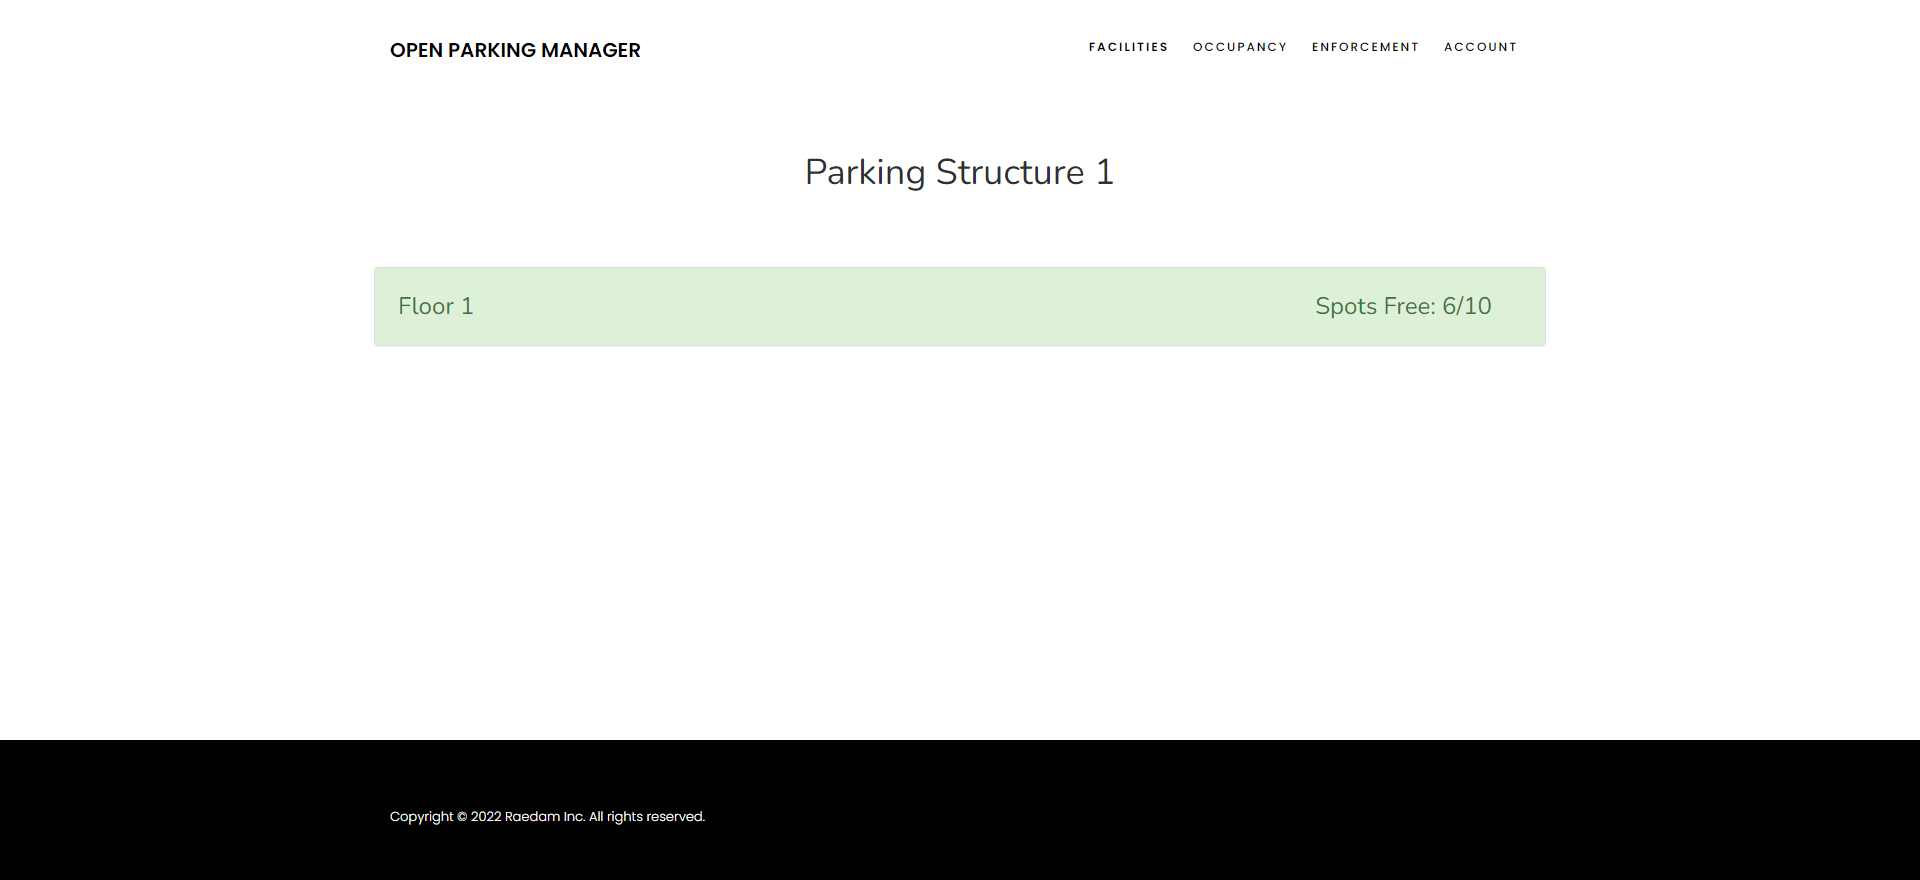 OPEN PARKING MANAGER
FACILITIES OCCUPANCY ENFORCEMENT ACCOUNT
Parking Structure 1
Floor 1 Spots Free: 6/10
Copyright © 2022 Raedam Inc. All rights reserved.